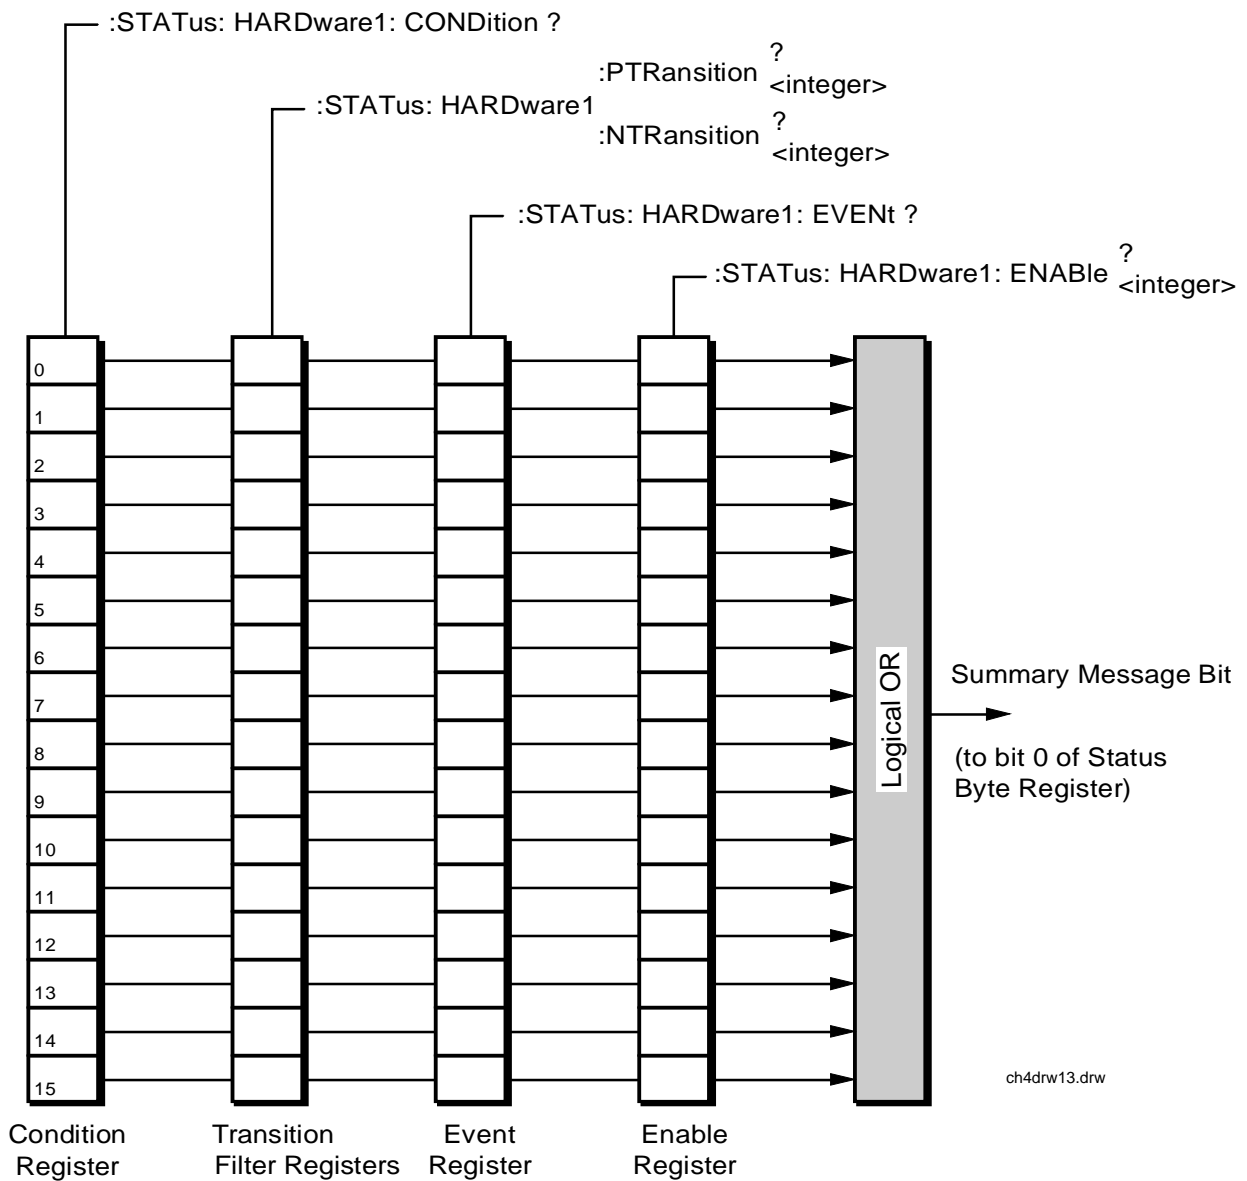 :STATus: HARDware1: CONDition ?
?
:PTRansition
<integer>
:STATus: HARDware1
?
:NTRansition
<integer>
:STATus: HARDware1: EVENt ?
?
:STATus: HARDware1: ENABle
<integer>
0
1
2
3
4
5
6
7
8
9
10
11
12
13
14
15
Logical OR
Summary Message Bit
(to bit 0 of Status
Byte Register)
ch4drw13.drw
Condition
Register
Transition
Filter Registers
Event
Register
Enable
Register